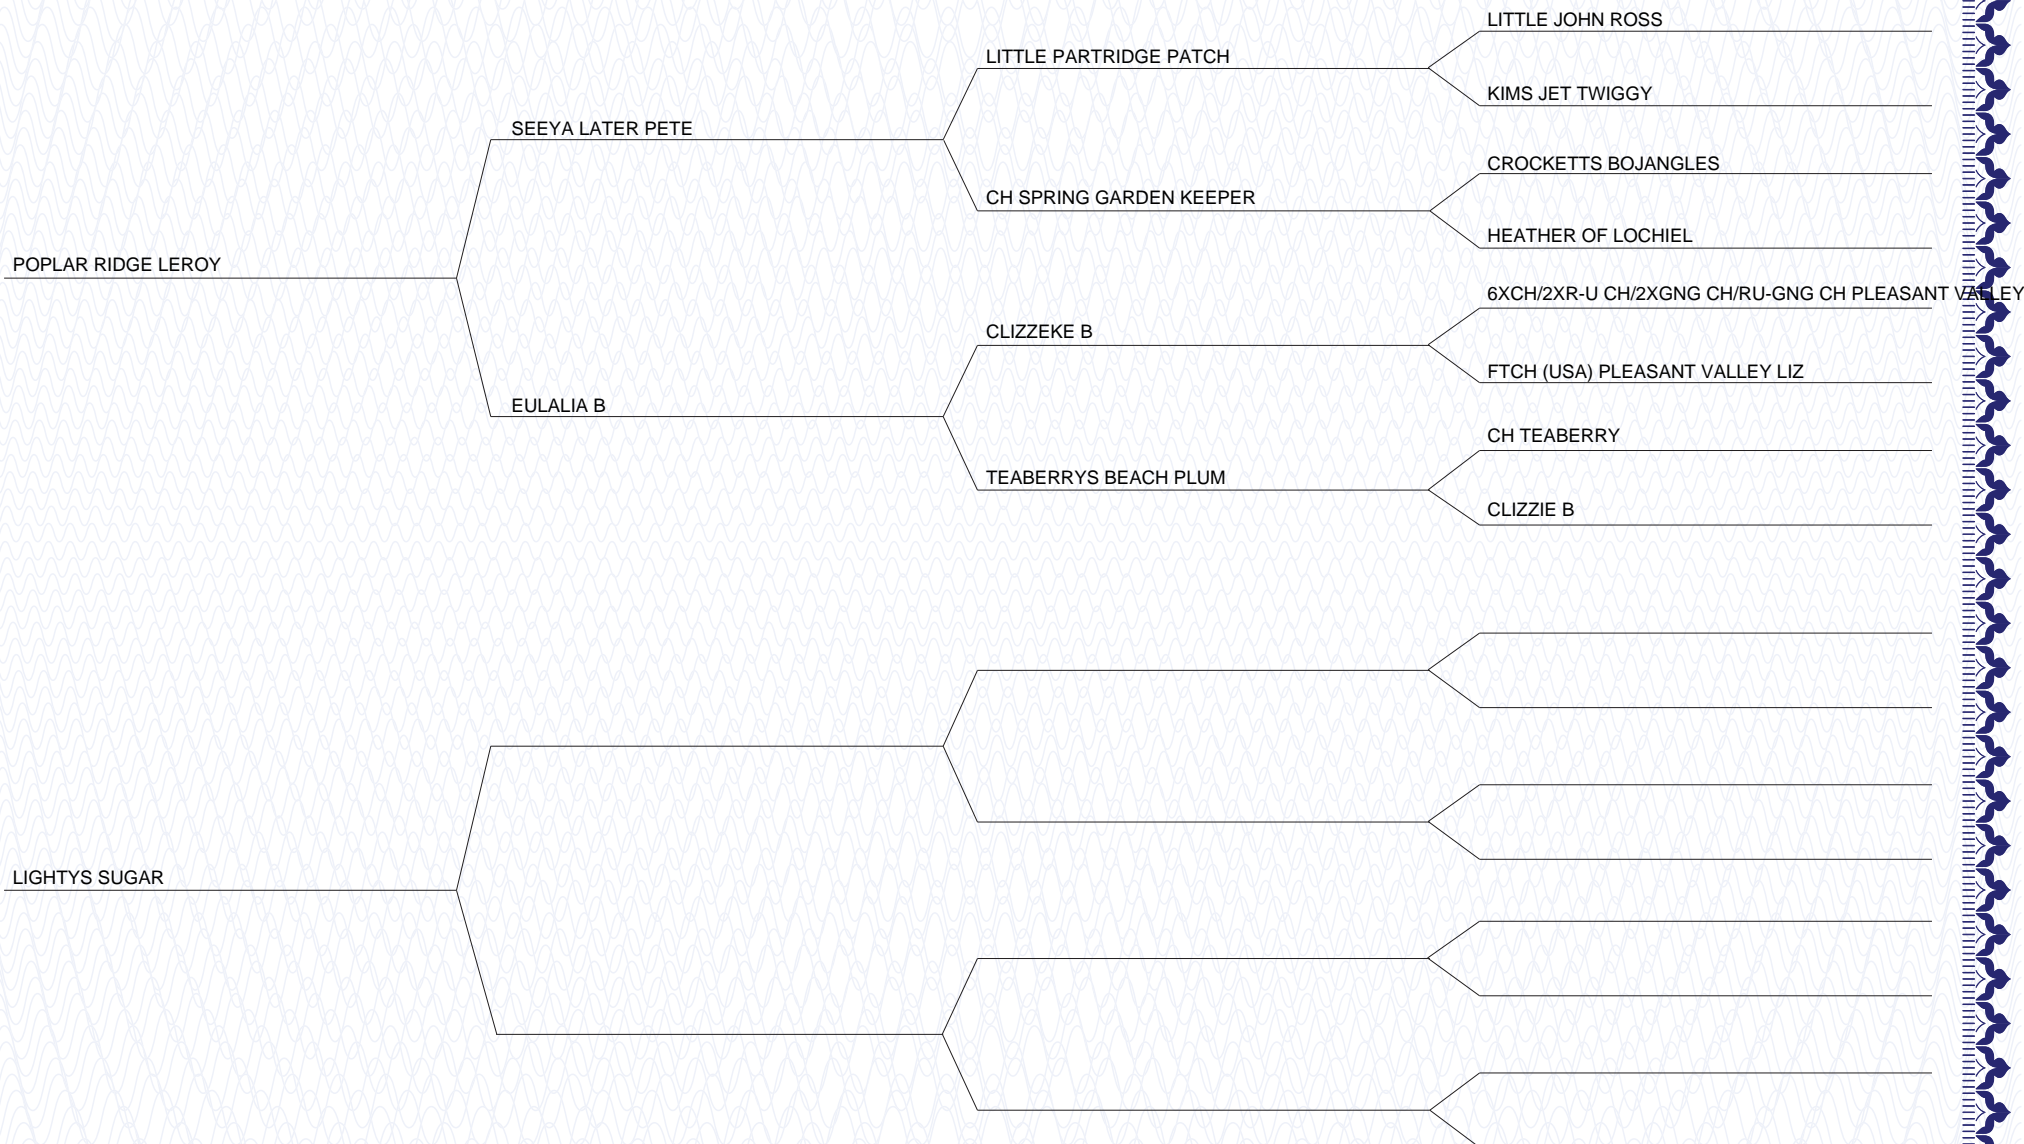 LITTLE JOHN ROSS
LITTLE PARTRIDGE PATCH
KIMS JET TWIGGY
SEEYA LATER PETE
CROCKETTS BOJANGLES
CH SPRING GARDEN KEEPER
HEATHER OF LOCHIEL
POPLAR RIDGE LEROY
6XCH/2XR-U CH/2XGNG CH/RU-GNG CH PLEASANT VALLEY
CLIZZEKE B
FTCH (USA) PLEASANT VALLEY LIZ
EULALIA B
CH TEABERRY
TEABERRYS BEACH PLUM
CLIZZIE B
LIGHTYS SUGAR